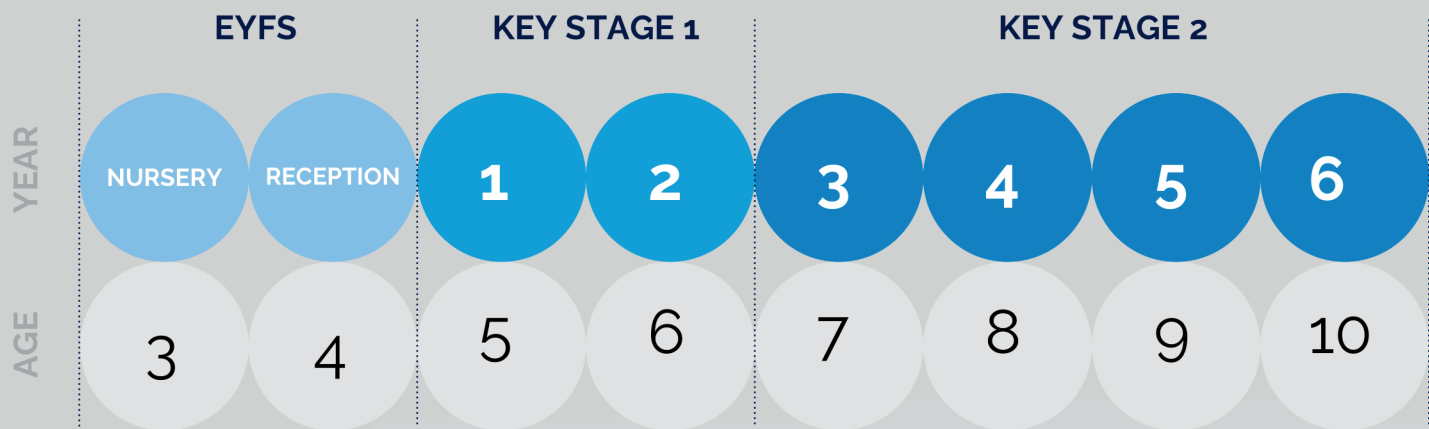 EYFS KEY STAGE 1 KEY STAGE 2
YEAR NURSERY RECEPTION 1 2 3 4 5 6
AGE 3 4 5 6 7 8 9 10